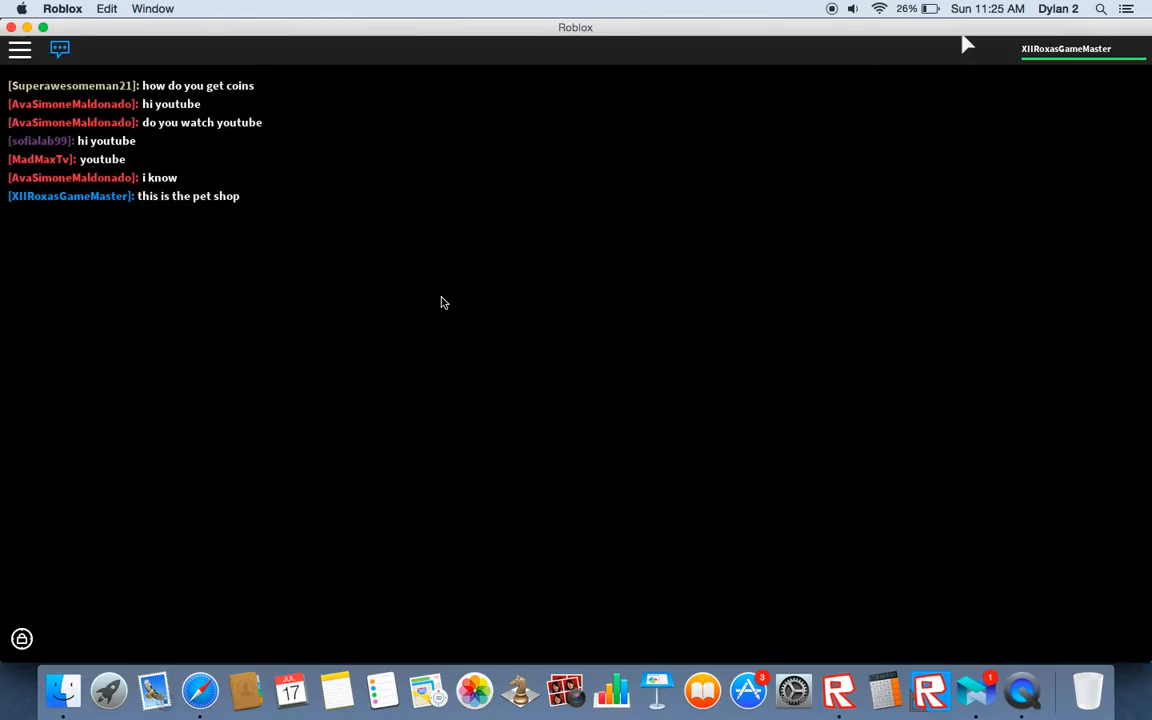 Roblox Edit Window 26% Sun 11:25 AM Dylan 2
Roblox
XIIRoxasGameMaster
[Superawesomeman21]: how do you get coins
[AvaSimoneMaldonado]: hi youtube
[AvaSimoneMaldonado]: do you watch youtube
[sofialab99]: hi youtube
[MadMaxTv]: youtube
[AvaSimoneMaldonado]: i know
[XIIRoxasGameMaster]: this is the pet shop
JUL
17
3D
3
1